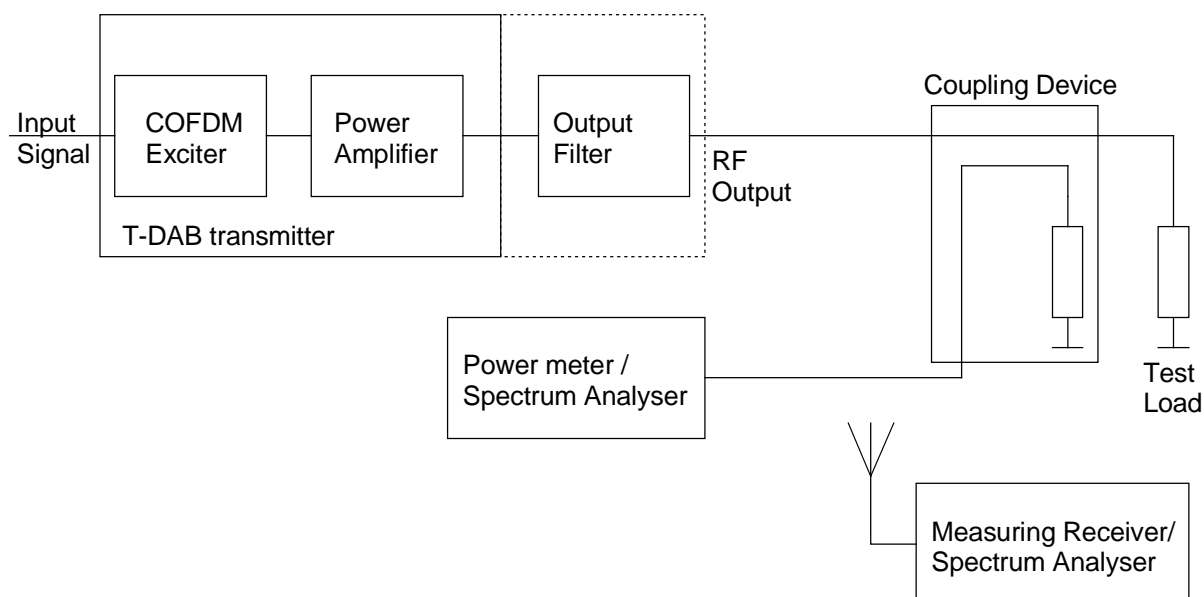 Input
Signal
COFDM
Exciter
Power
Amplifier
T-DAB transmitter
Output
Filter
RF
Output
Coupling Device
Test
Load
Power meter /
Spectrum Analyser
Measuring Receiver/
Spectrum Analyser